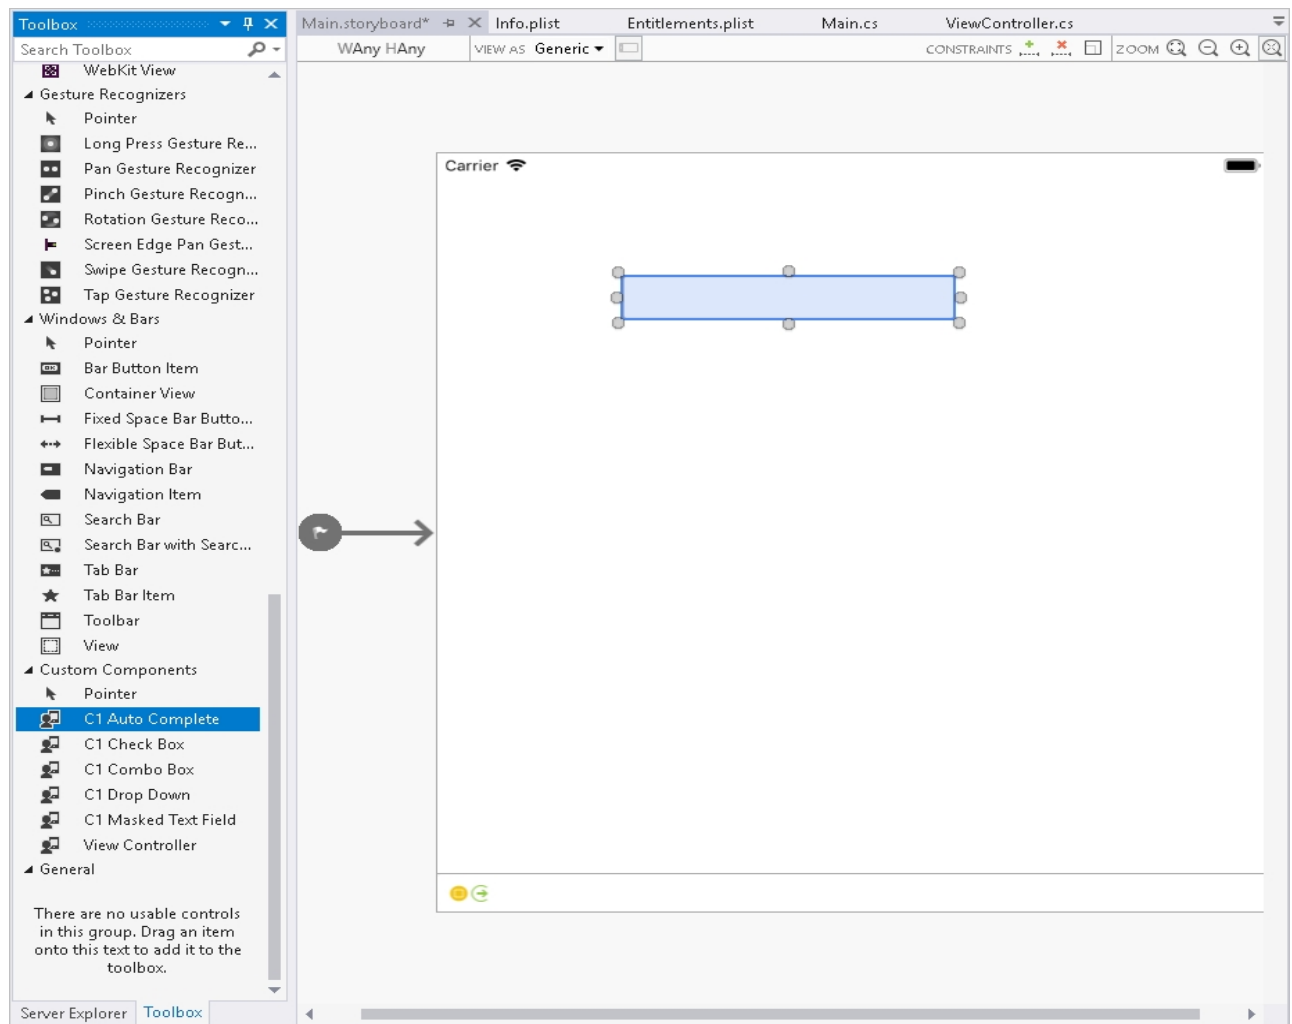 Toolbox
Search Toolbox
WebKit View
Gesture Recognizers
Pointer
Long Press Gesture Re...
Pan Gesture Recognizer
Pinch Gesture Recogn...
Rotation Gesture Reco...
Screen Edge Pan Gest...
Swipe Gesture Recogn...
Tap Gesture Recognizer
Windows & Bars
Pointer
Bar Button Item
Container View
Fixed Space Bar Butto...
Flexible Space Bar But...
Navigation Bar
Navigation Item
Search Bar
Search Bar with Searc...
Tab Bar
Tab Bar Item
Toolbar
View
Custom Components
Pointer
C1 Auto Complete
C1 Check Box
C1 Combo Box
C1 Drop Down
C1 Masked Text Field
View Controller
General
There are no usable controls
in this group. Drag an item
onto this text to add it to the
toolbox.
Server Explorer Toolbox
Main.storyboard* Info.plist Entitlements.plist Main.cs ViewController.cs
WAny HAny VIEW AS Generic CONSTRAINTS ZOOM
Carrier